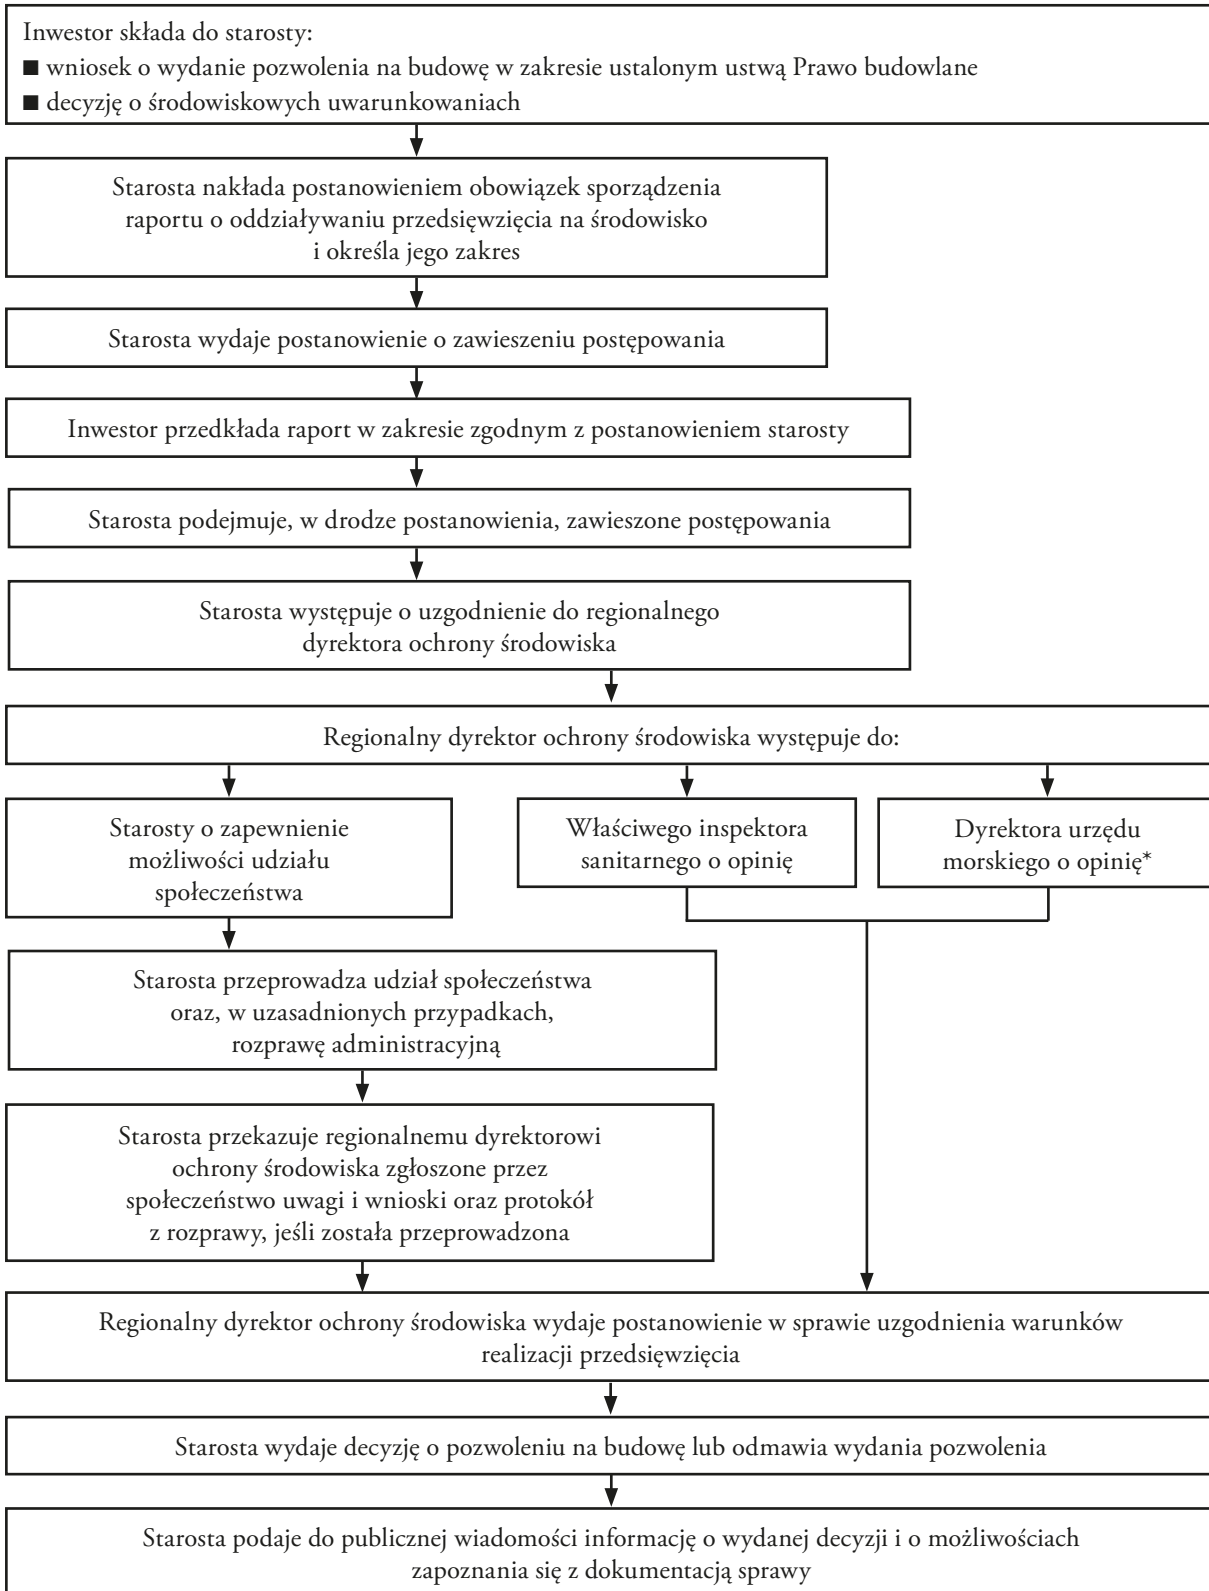 Inwestor składa do starosty:
■ wniosek o wydanie pozwolenia na budowę w zakresie ustalonym ustwą Prawo budowlane
■ decyzję o środowiskowych uwarunkowaniach
Starosta nakłada postanowieniem obowiązek sporządzenia
raportu o oddziaływaniu przedsięwzięcia na środowisko
i określa jego zakres
Starosta wydaje postanowienie o zawieszeniu postępowania
Inwestor przedkłada raport w zakresie zgodnym z postanowieniem starosty
Starosta podejmuje, w drodze postanowienia, zawieszone postępowania
Starosta występuje o uzgodnienie do regionalnego
dyrektora ochrony środowiska
Regionalny dyrektor ochrony środowiska występuje do:
Starosty o zapewnienie
możliwości udziału
społeczeństwa
Właściwego inspektora
sanitarnego o opinię
Dyrektora urzędu
morskiego o opinię*
Starosta przeprowadza udział społeczeństwa
oraz, w uzasadnionych przypadkach,
rozprawę administracyjną
Starosta przekazuje regionalnemu dyrektorowi
ochrony środowiska zgłoszone przez
społeczeństwo uwagi i wnioski oraz protokół
z rozprawy, jeśli została przeprowadzona
Regionalny dyrektor ochrony środowiska wydaje postanowienie w sprawie uzgodnienia warunków
realizacji przedsięwzięcia
Starosta wydaje decyzję o pozwoleniu na budowę lub odmawia wydania pozwolenia
Starosta podaje do publicznej wiadomości informację o wydanej decyzji i o możliwościach
zapoznania się z dokumentacją sprawy